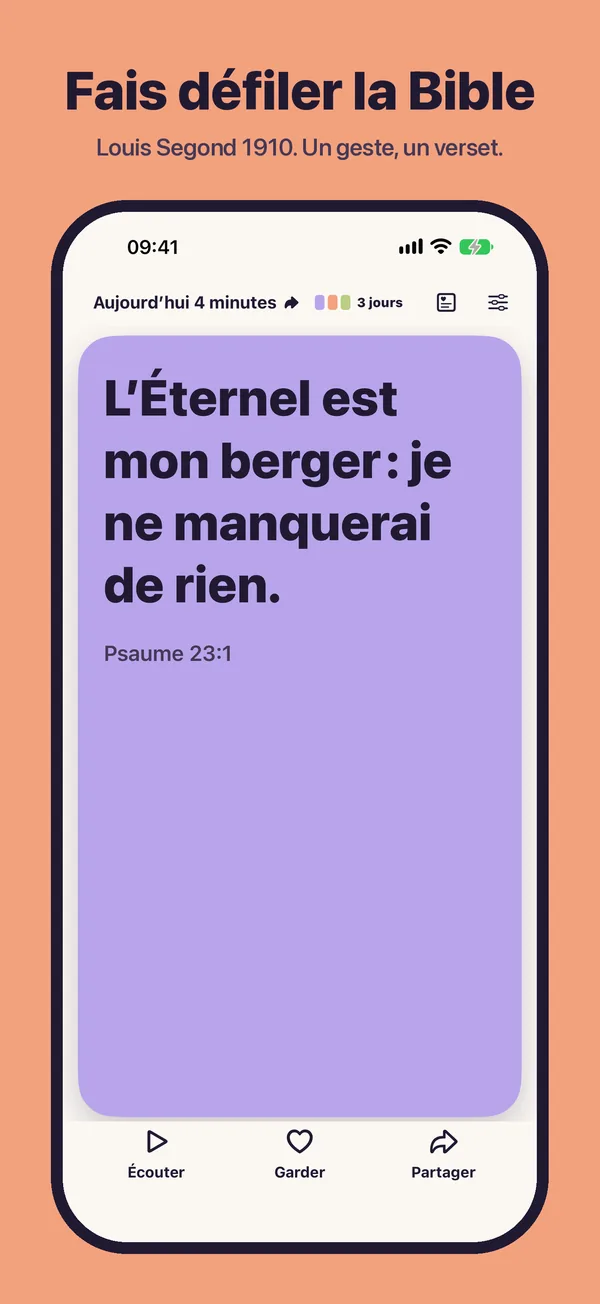 Fais défiler la Bible
Louis Segond 1910. Un geste, un verset.
09:41
Aujourd’hui 4 minutes 3 jours
L’Éternel est
mon berger : je
ne manquerai
de rien.
Psaume 23:1
Écouter Garder Partager